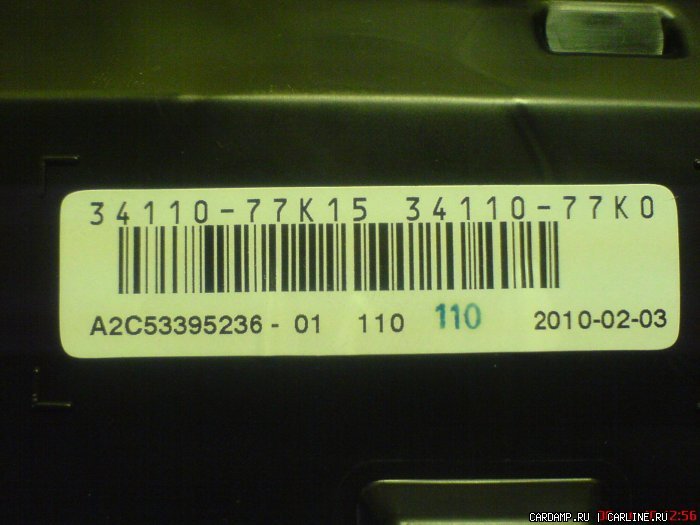 34110-77K15 34110-77K0
A2C53395236 - 01 110 110 2010-02-03
2:56
CARDAMP.RU | CARLINE.RU